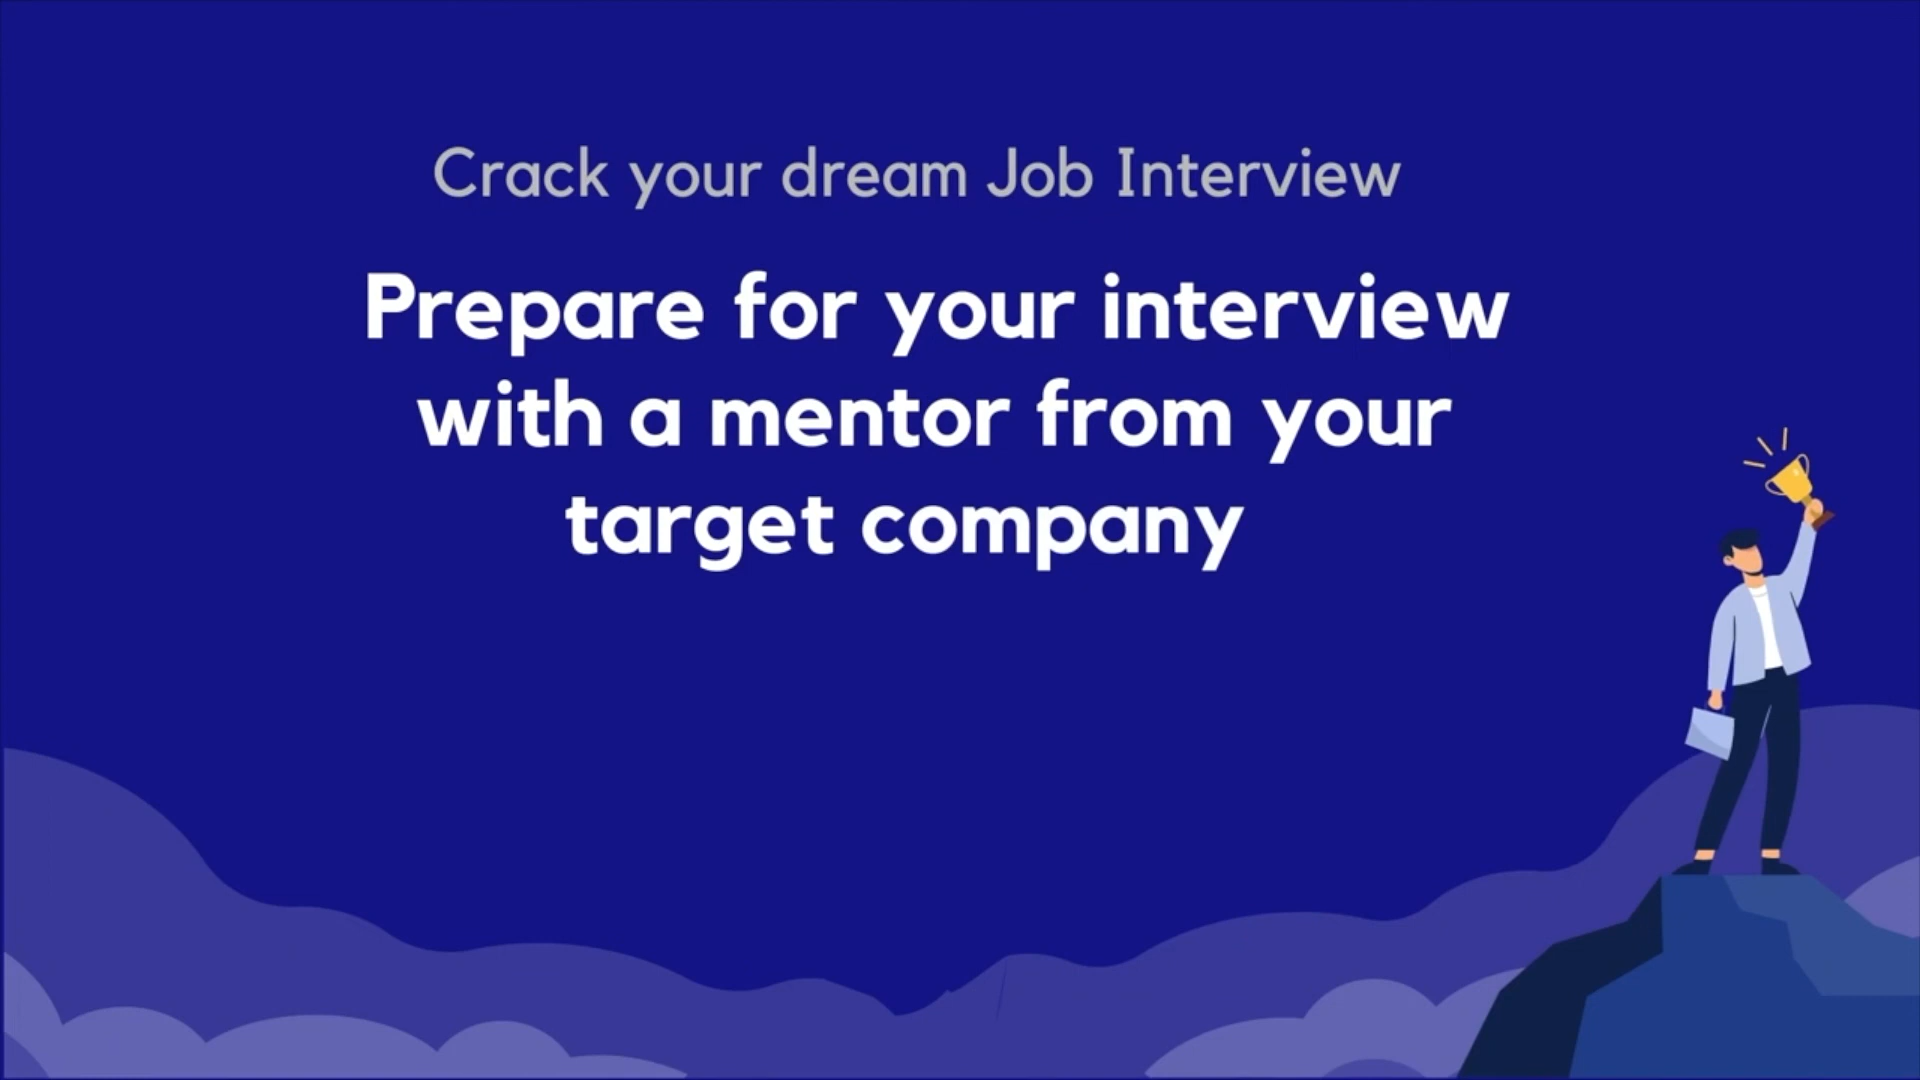 Crack your dream Job Interview
Prepare for your interview
with a mentor from your
target company